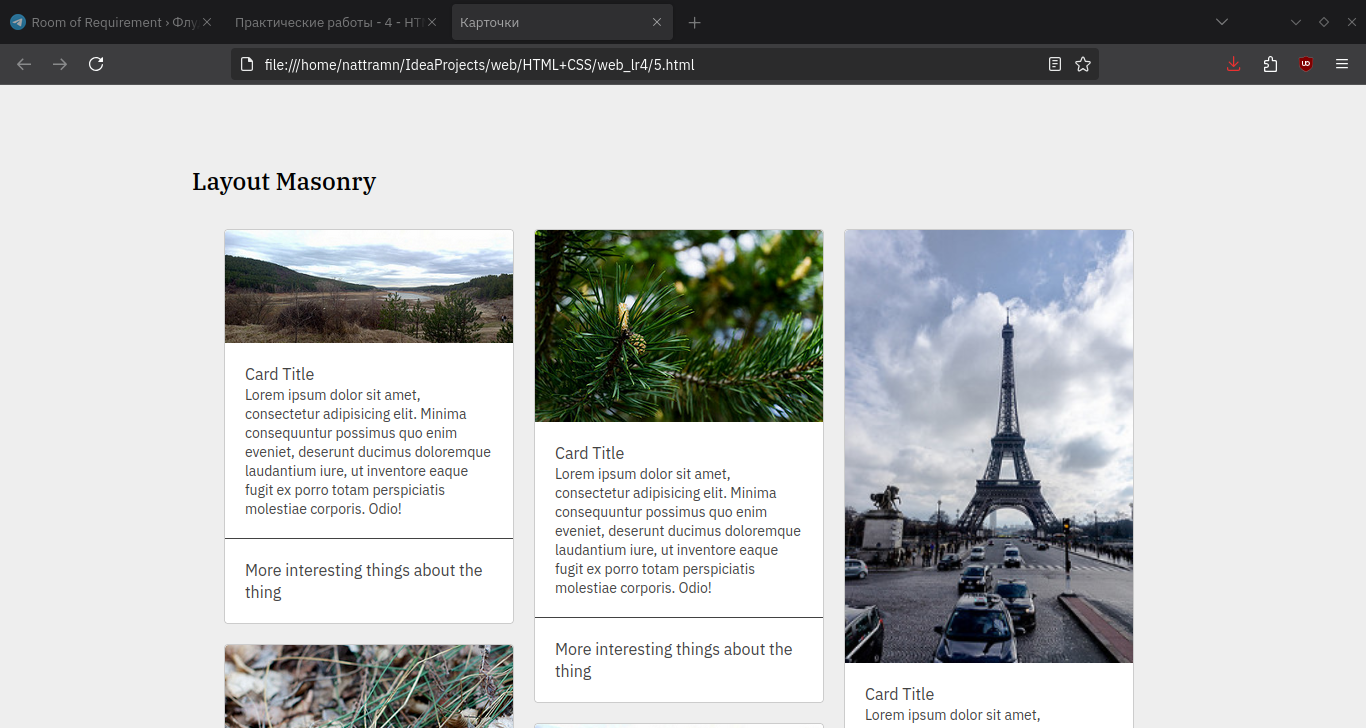 Room of Requirement › Флу
Практические работы - 4 - HT
Карточки
file:///home/nattramn/IdeaProjects/web/HTML+CSS/web_lr4/5.html
Layout Masonry
Card Title
Lorem ipsum dolor sit amet,
consectetur adipisicing elit. Minima
consequuntur possimus quo enim
eveniet, deserunt ducimus doloremque
laudantium iure, ut inventore eaque
fugit ex porro totam perspiciatis
molestiae corporis. Odio!
More interesting things about the
thing
Card Title
Lorem ipsum dolor sit amet,
consectetur adipisicing elit. Minima
consequuntur possimus quo enim
eveniet, deserunt ducimus doloremque
laudantium iure, ut inventore eaque
fugit ex porro totam perspiciatis
molestiae corporis. Odio!
More interesting things about the
thing
Card Title
Lorem ipsum dolor sit amet,